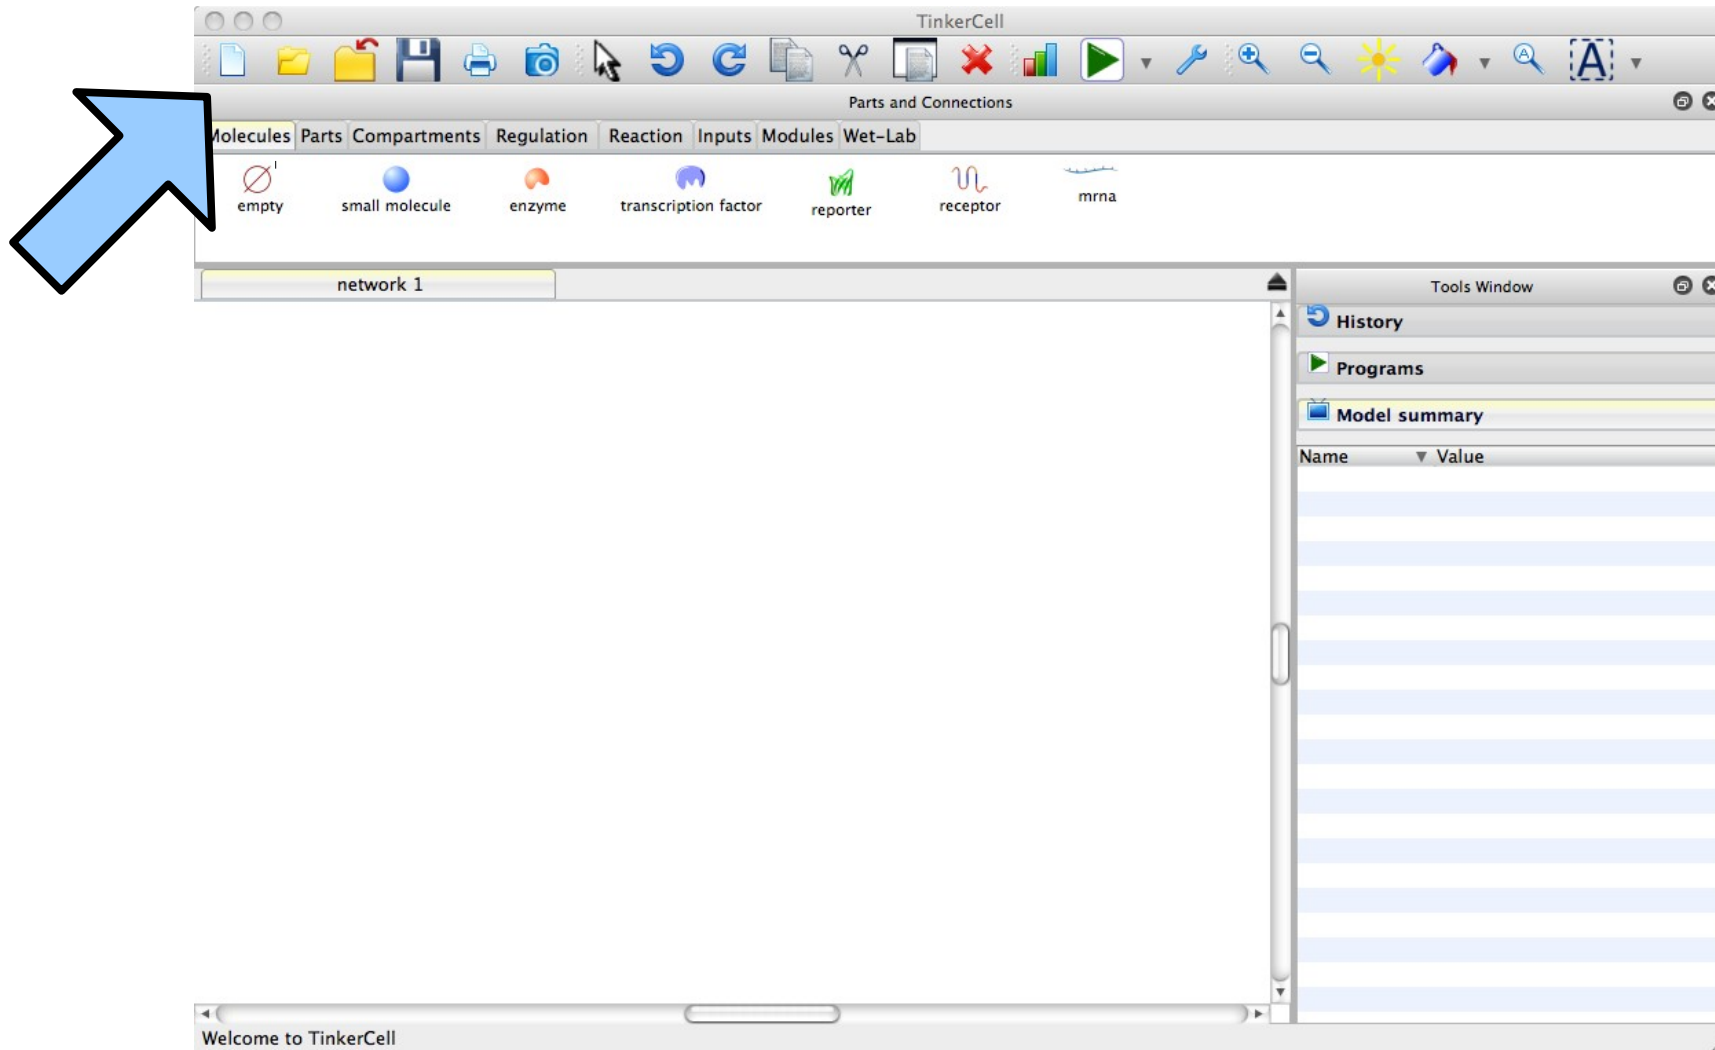 TinkerCell
A
A
Parts and Connections
Molecules Parts Compartments Regulation Reaction Inputs Modules Wet-Lab
empty small molecule enzyme transcription factor reporter receptor mrna
network 1
Tools Window
History
Programs
Model summary
Name Value
Welcome to TinkerCell